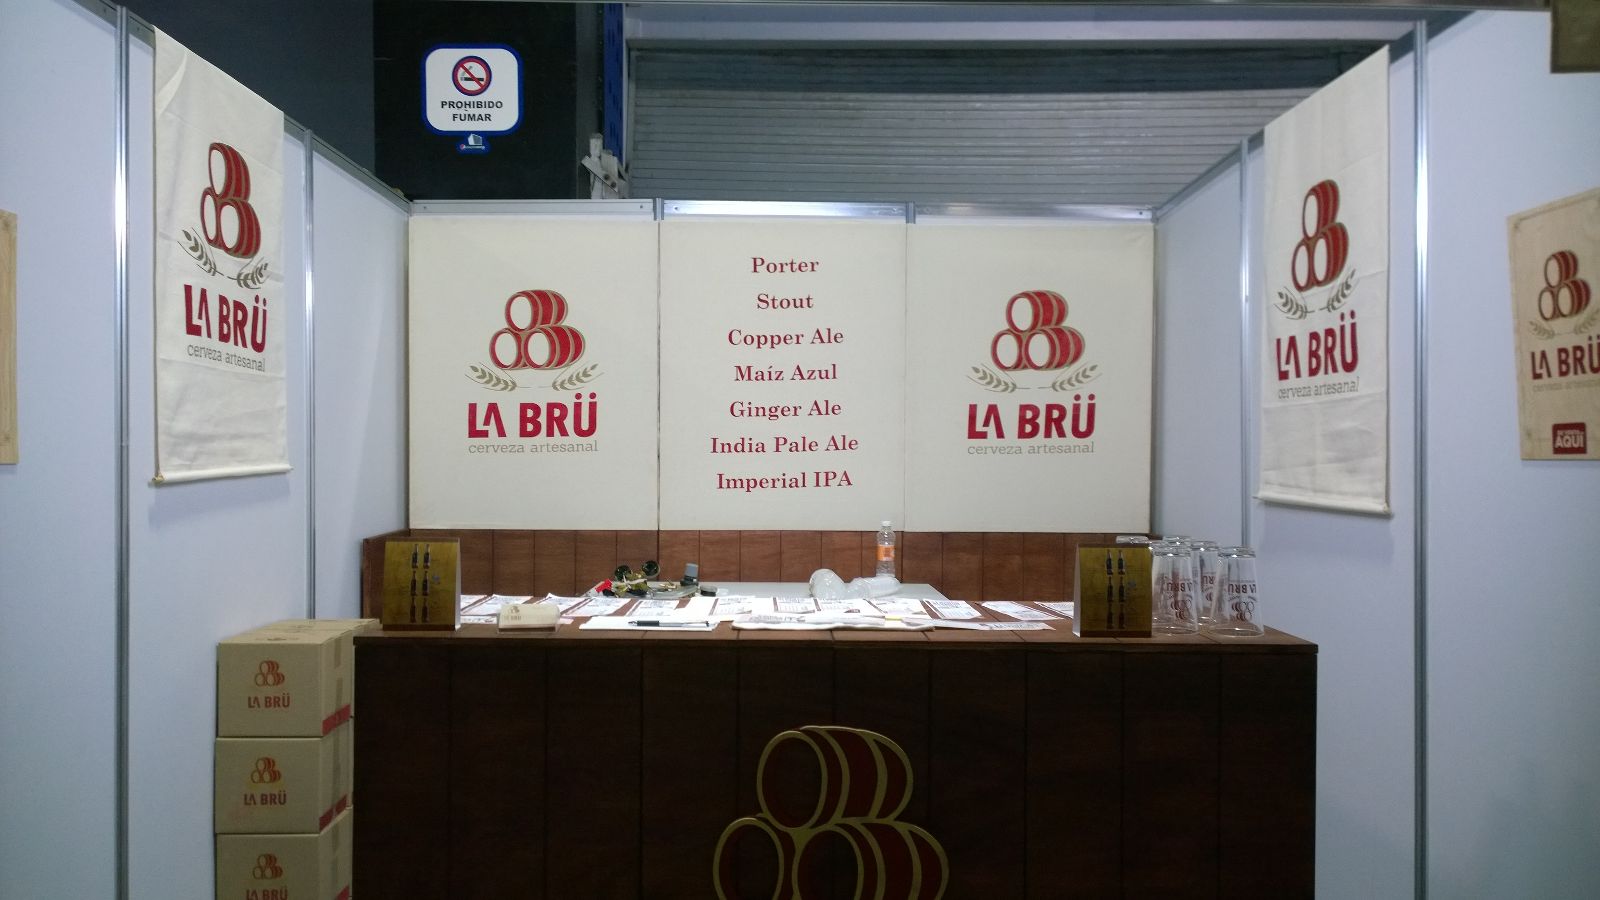 PROHIBIDO
FUMAR
LA BRÜ
cerveza artesanal
LA BRÜ
cerveza artesanal
Porter
Stout
Copper Ale
Maíz Azul
Ginger Ale
India Pale Ale
Imperial IPA
LA BRÜ
cerveza artesanal
LA BRÜ
cerveza artesanal
LA BRÜ
cerveza artesanal
AQUI
LA BRÜ
LA BRÜ
LA BRÜ
LA BRÜ
LA BRÜ